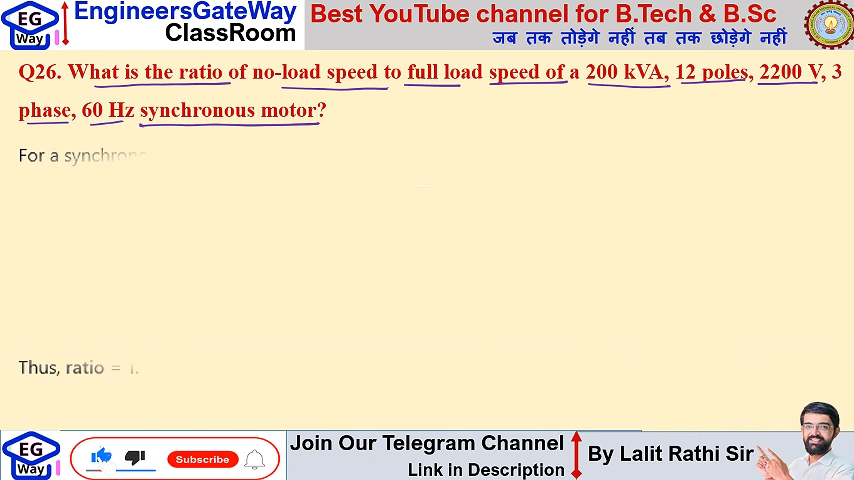 EG
Way
EngineersGateWay
ClassRoom
Best YouTube channel for B.Tech & B.Sc
जब तक तोड़ेगे नहीं तब तक छोड़ेगे नहीं
Q26. What is the ratio of no-load speed to full load speed of a 200 kVA, 12 poles, 2200 V, 3
phase, 60 Hz synchronous motor?
For a synchrono
Thus, ratio = 1.
EG
Way
Subscribe
Join Our Telegram Channel
Link in Description
By Lalit Rathi Sir